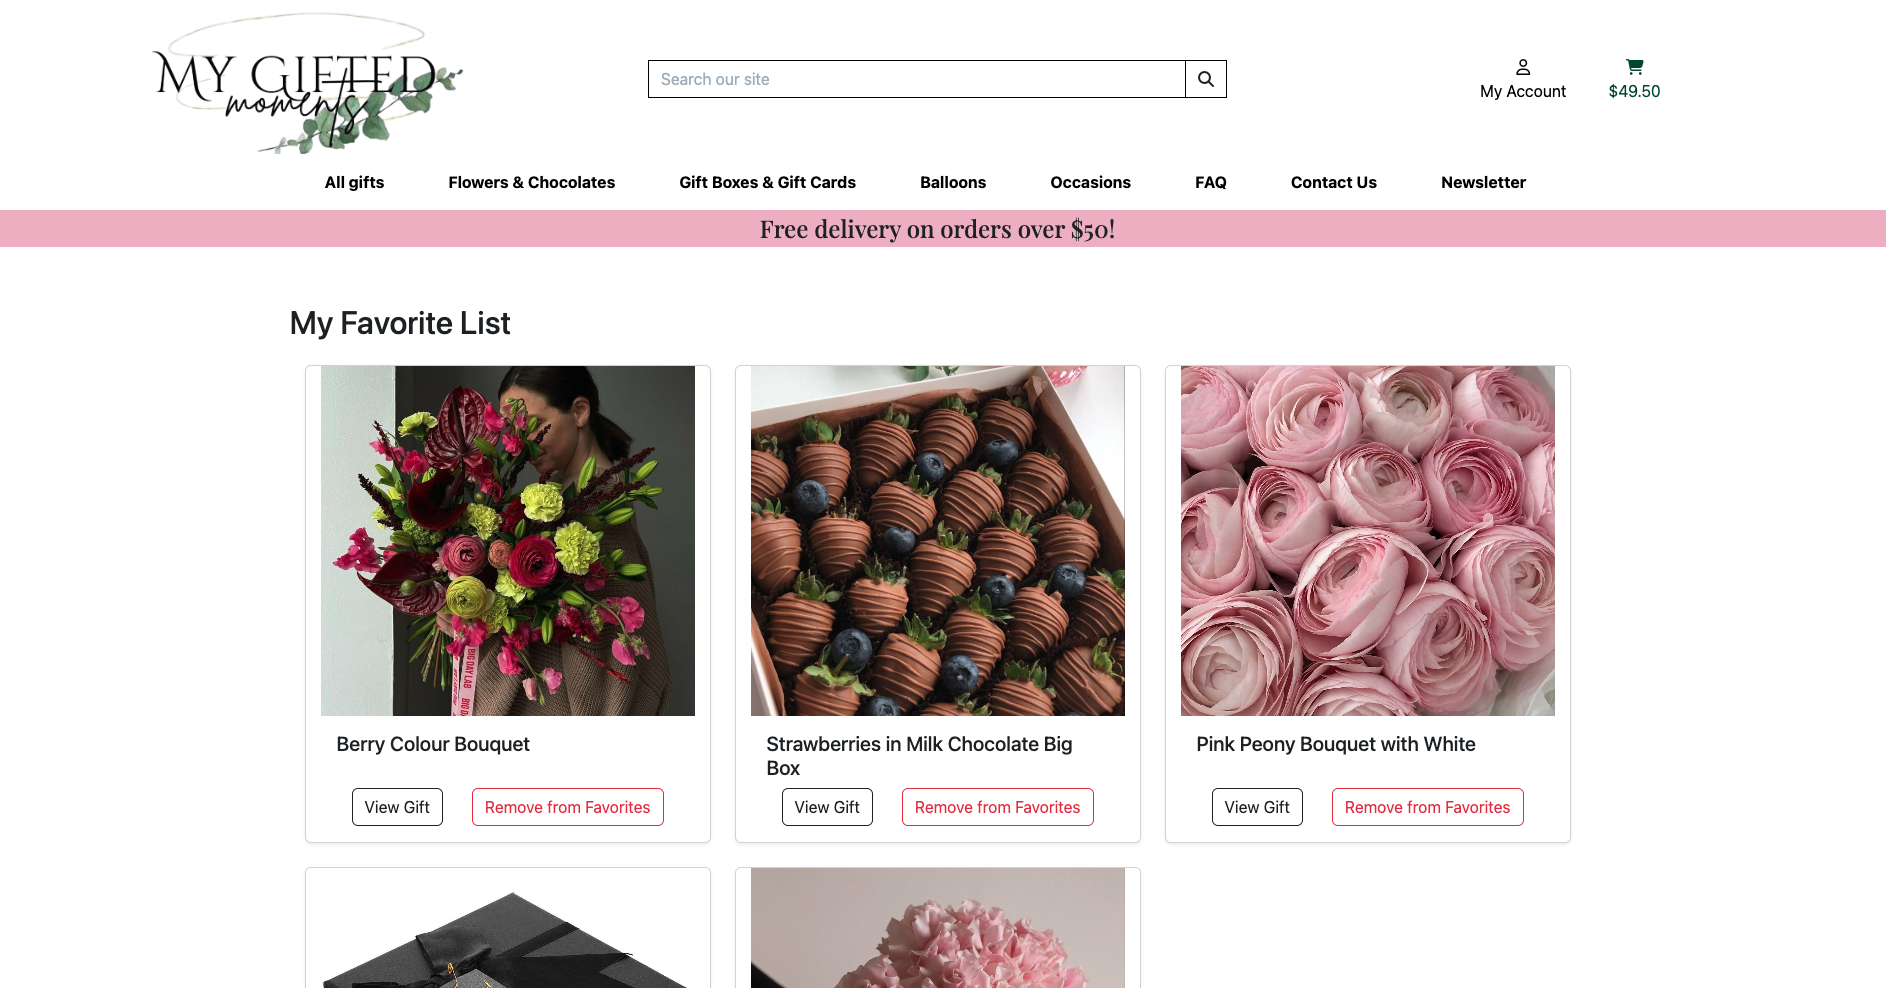 MY GIFTED
moments
Search our site
My Account
$49.50
All gifts
Flowers & Chocolates
Gift Boxes & Gift Cards
Balloons
Occasions
FAQ
Contact Us
Newsletter
Free delivery on orders over $50!
My Favorite List
BIG DAY LAB
Berry Colour Bouquet
View Gift
Remove from Favorites
Strawberries in Milk Chocolate Big
Box
View Gift
Remove from Favorites
Pink Peony Bouquet with White
View Gift
Remove from Favorites